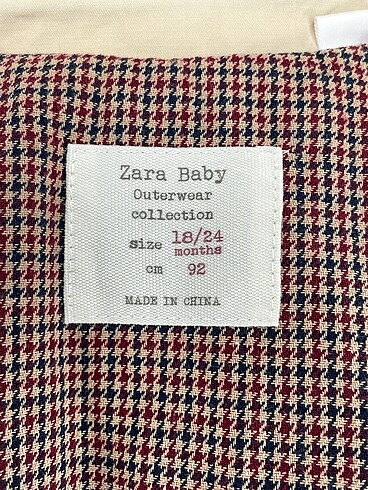 Zara Baby
Outerwear
collection
size 18/24
months
cm 92
MADE IN CHINA